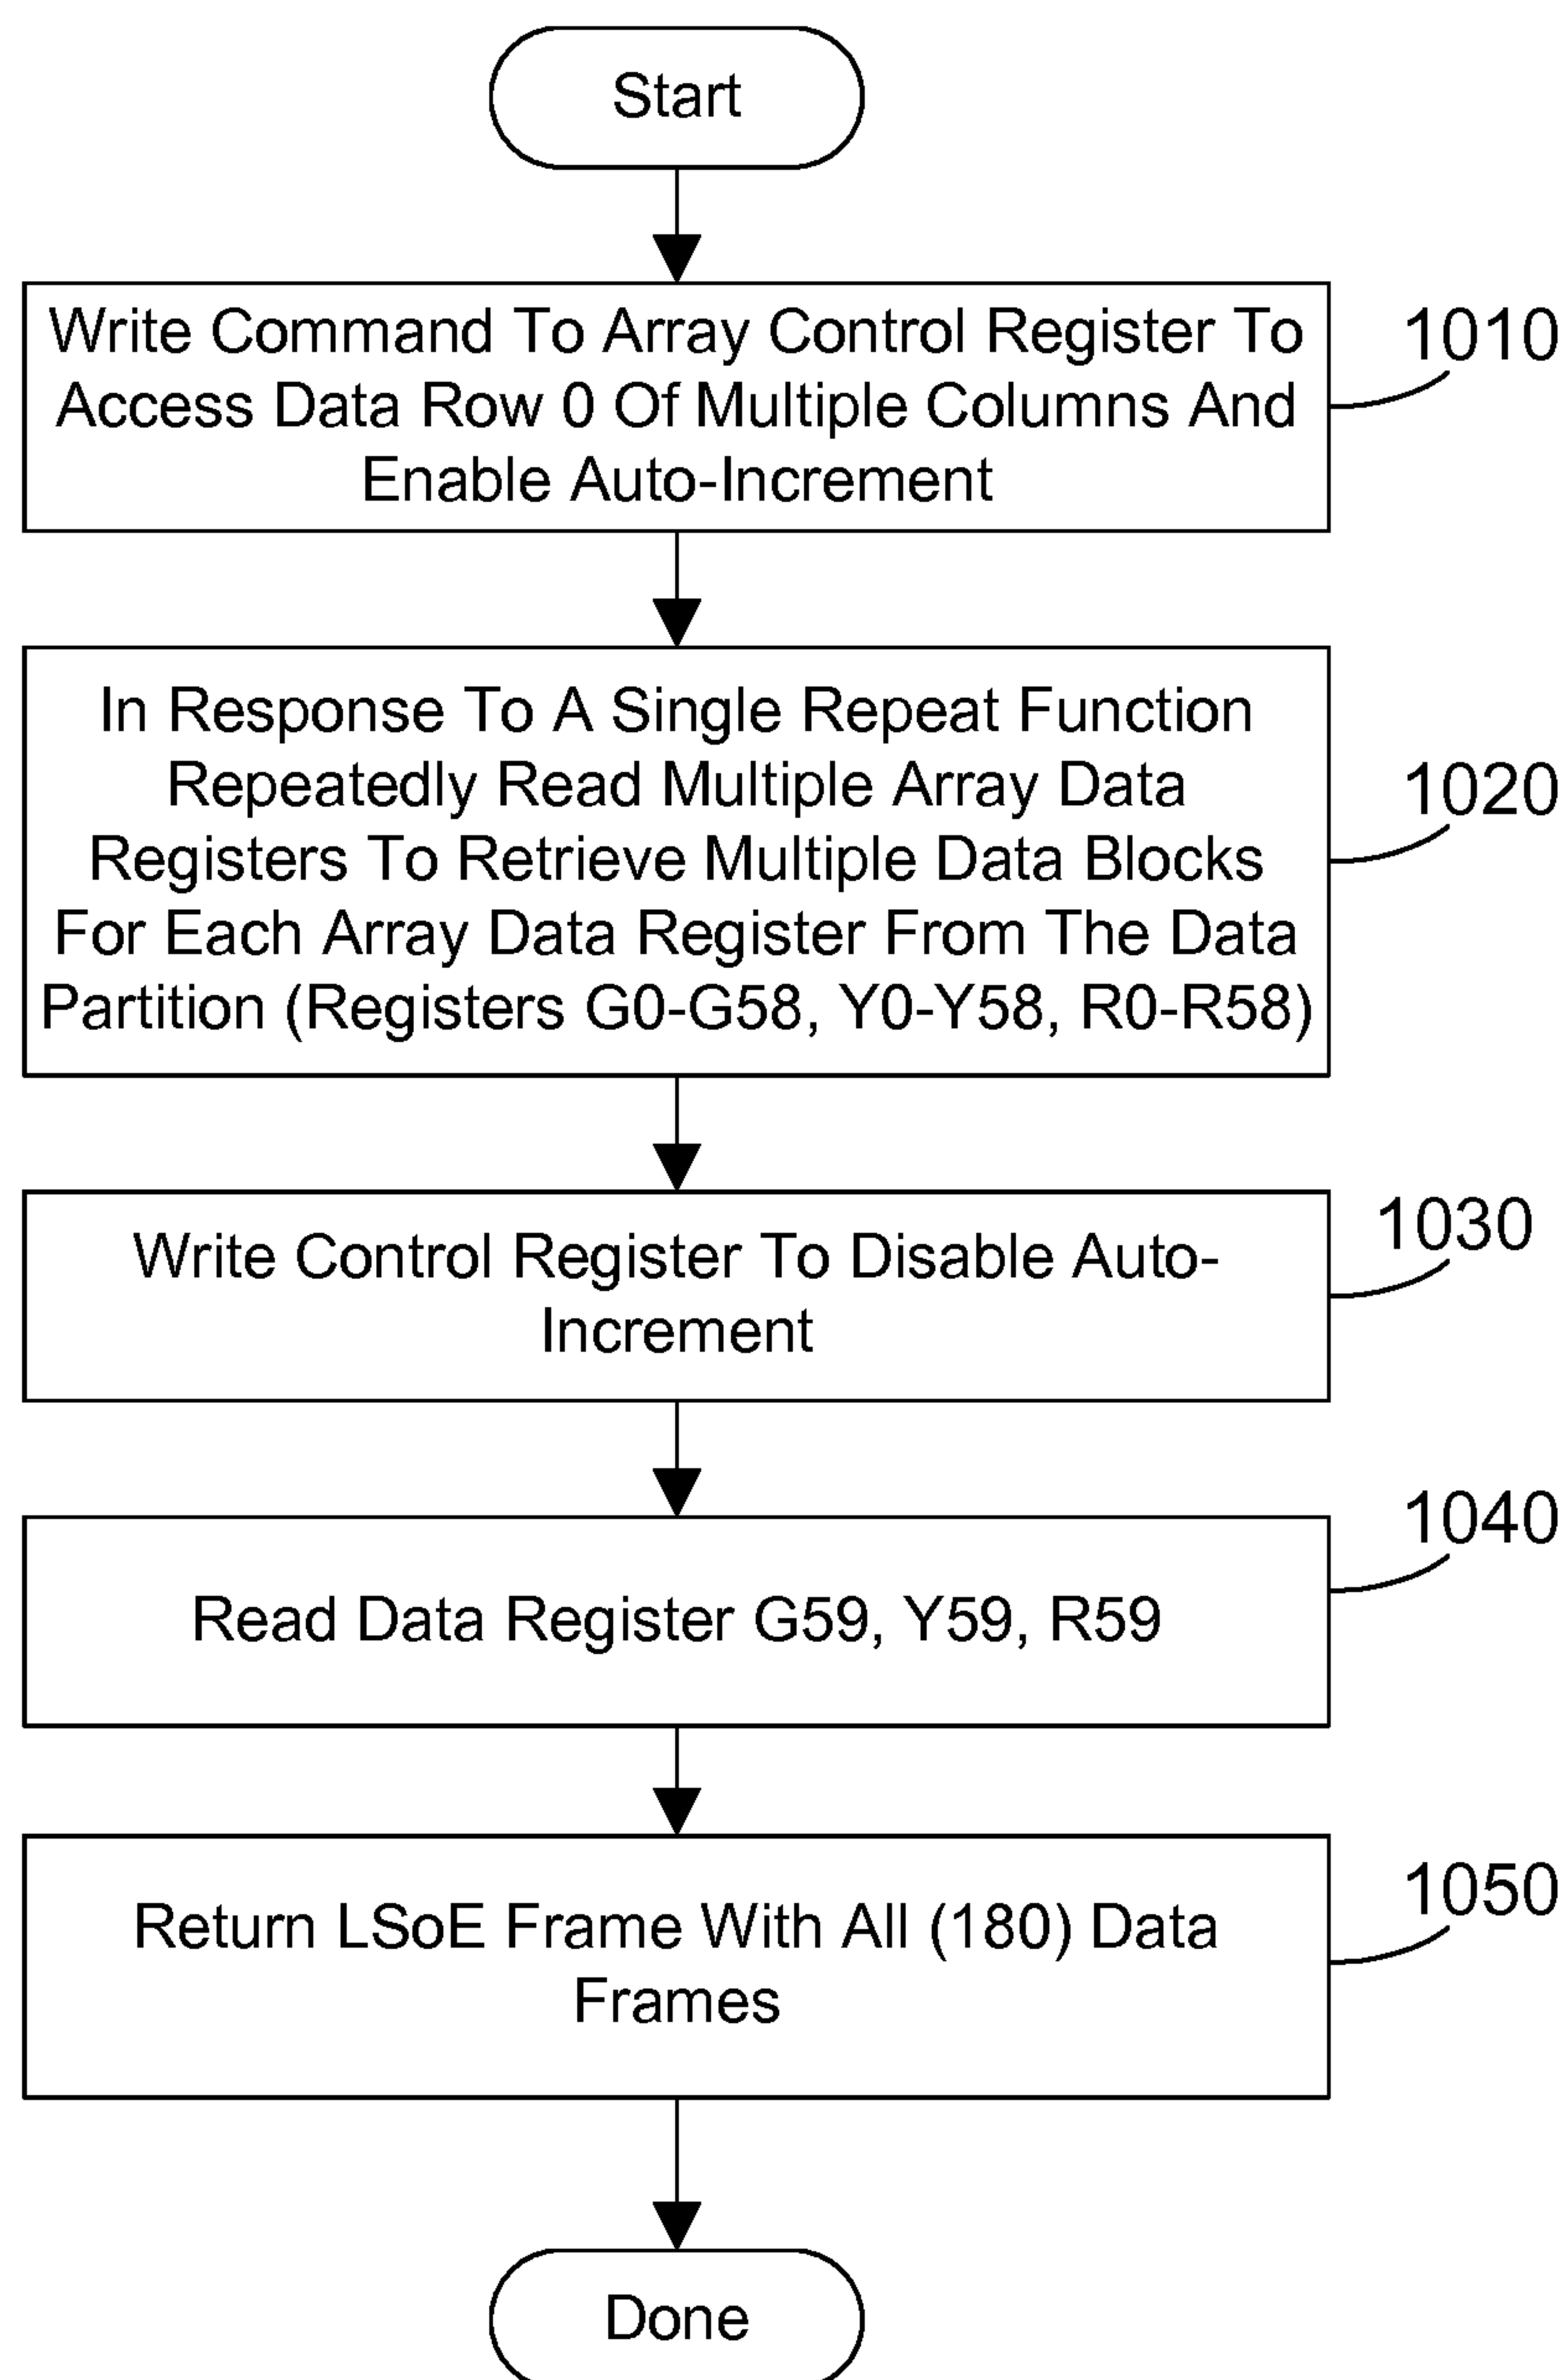 Start
Write Command To Array Control Register To
Access Data Row 0 Of Multiple Columns And
Enable Auto-Increment
1010
In Response To A Single Repeat Function
Repeatedly Read Multiple Array Data
Registers To Retrieve Multiple Data Blocks
For Each Array Data Register From The Data
Partition (Registers G0-G58, Y0-Y58, R0-R58)
1020
Write Control Register To Disable Auto-
Increment
1030
Read Data Register G59, Y59, R59
1040
Return LSoE Frame With All (180) Data
Frames
1050
Done